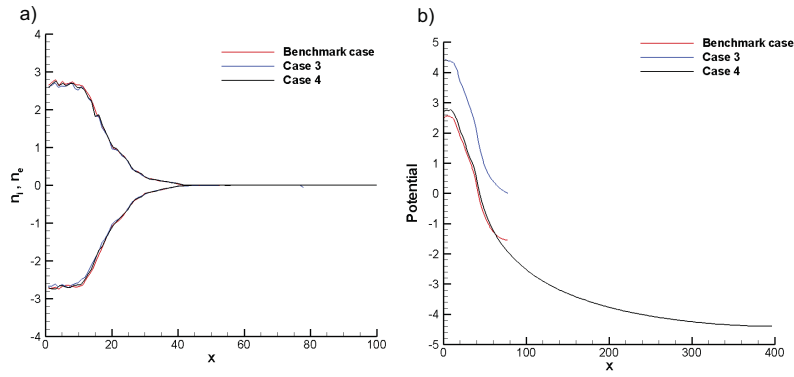 a)
4
3
2
1
0
-1
-2
-3
-4
0 20 40 60 80 100
x
n_i , n_e
Benchmark case
Case 3
Case 4
b)
5
4
3
2
1
0
-1
-2
-3
-4
-5
0 100 200 300 400
x
Potential
Benchmark case
Case 3
Case 4